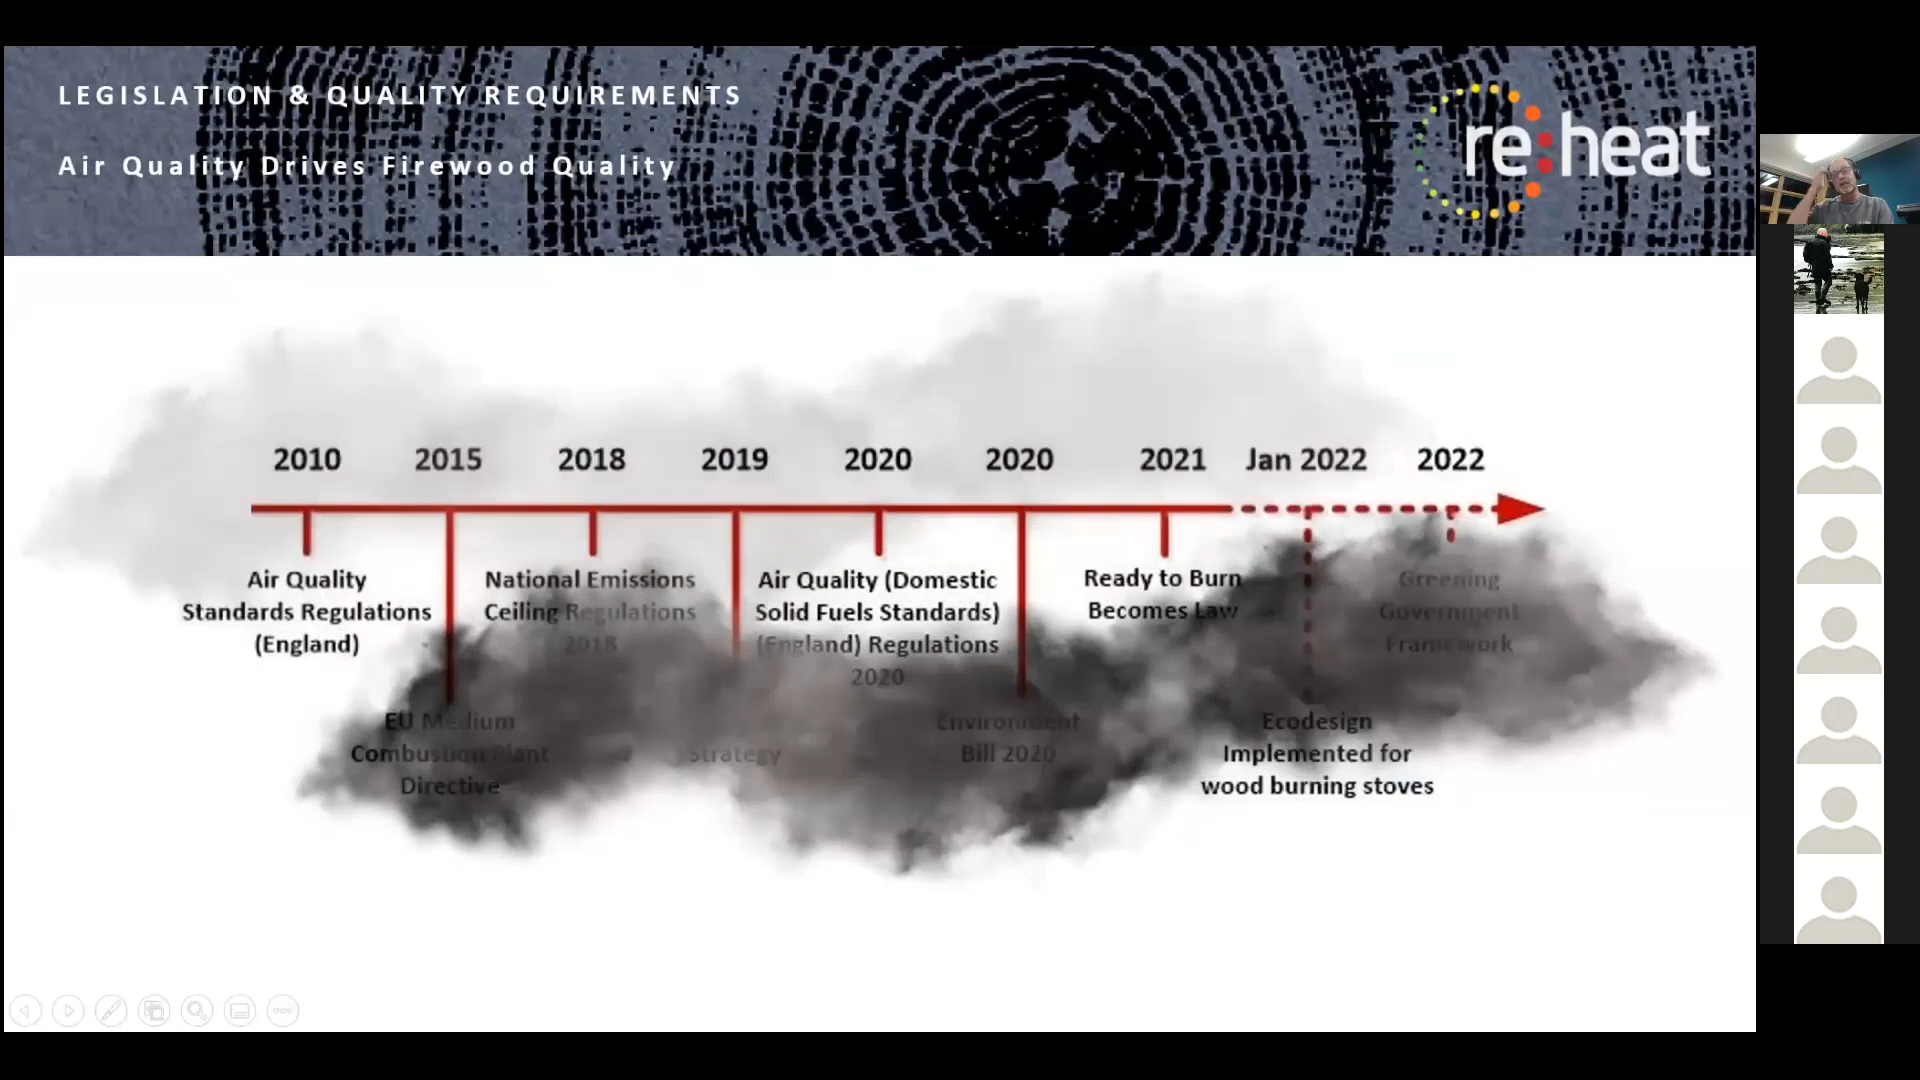 LEGISLATION & QUALITY REQUIREMENTS
Air Quality Drives Firewood Quality
re:heat
2010
2015
2018
2019
2020
2020
2021
Jan 2022
2022
Air Quality
Standards Regulations
(England)
EU Medium
Combustion Plant
Directive
National Emissions
Ceiling Regulations
2018
Strategy
Air Quality (Domestic
Solid Fuels Standards)
(England) Regulations
2020
Environment
Bill 2020
Ready to Burn
Becomes Law
Ecodesign
Implemented for
wood burning stoves
Greening
Government
Framework